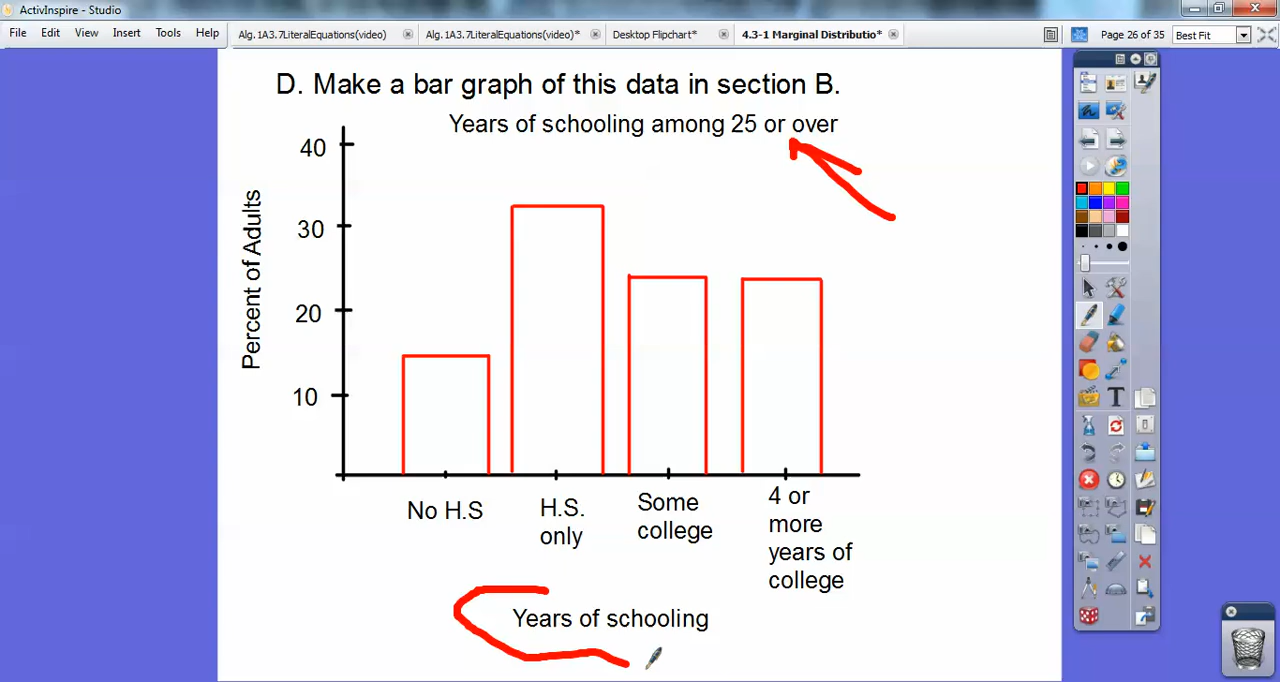 ActivInspire - Studio
File Edit View Insert Tools Help
Alg. 1A3.7LiteralEquations(video) Alg. 1A3.7LiteralEquations(video)* Desktop Flipchart* 4.3-1 Marginal Distributio* Page 26 of 35 Best Fit
D. Make a bar graph of this data in section B.
Years of schooling among 25 or over
40
30
20
10
Percent of Adults
No H.S
H.S.
only
Some
college
4 or
more
years of
college
Years of schooling